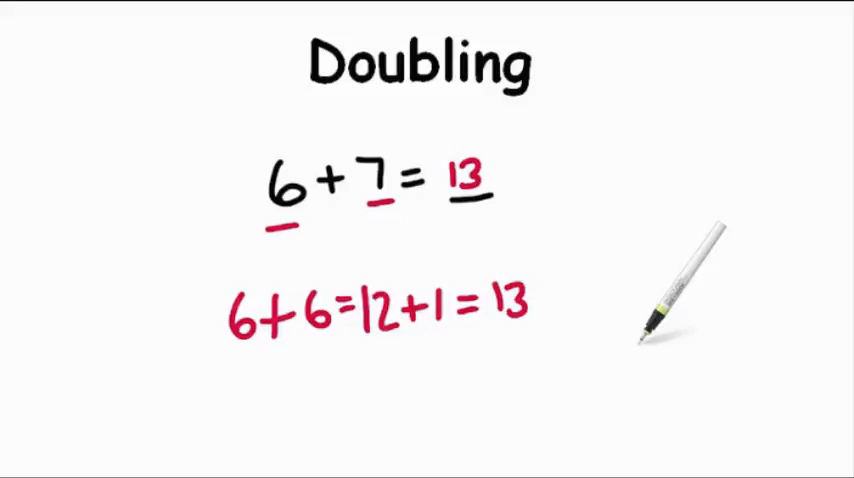 Doubling
6 + 7 = 13
6 + 6 = 12 + 1 = 13